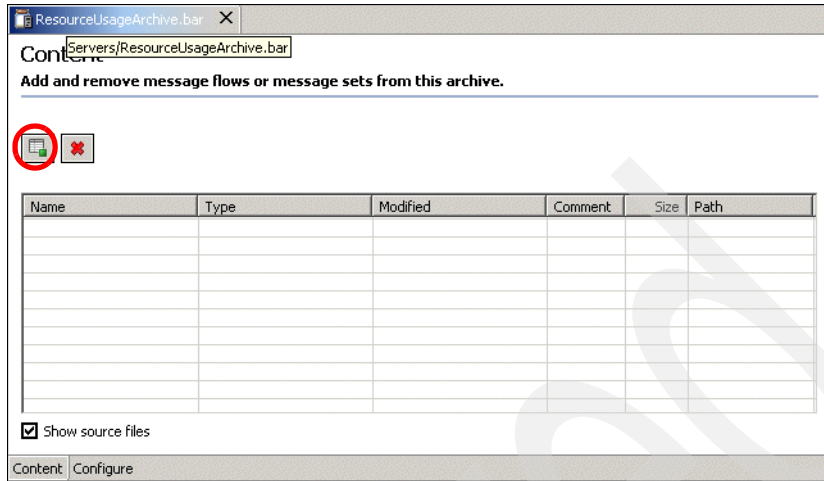 ResourceUsageArchive.bar
Servers/ResourceUsageArchive.bar
Add and remove message flows or message sets from this archive.
Name Type Modified Comment Size Path
Show source files
Content Configure